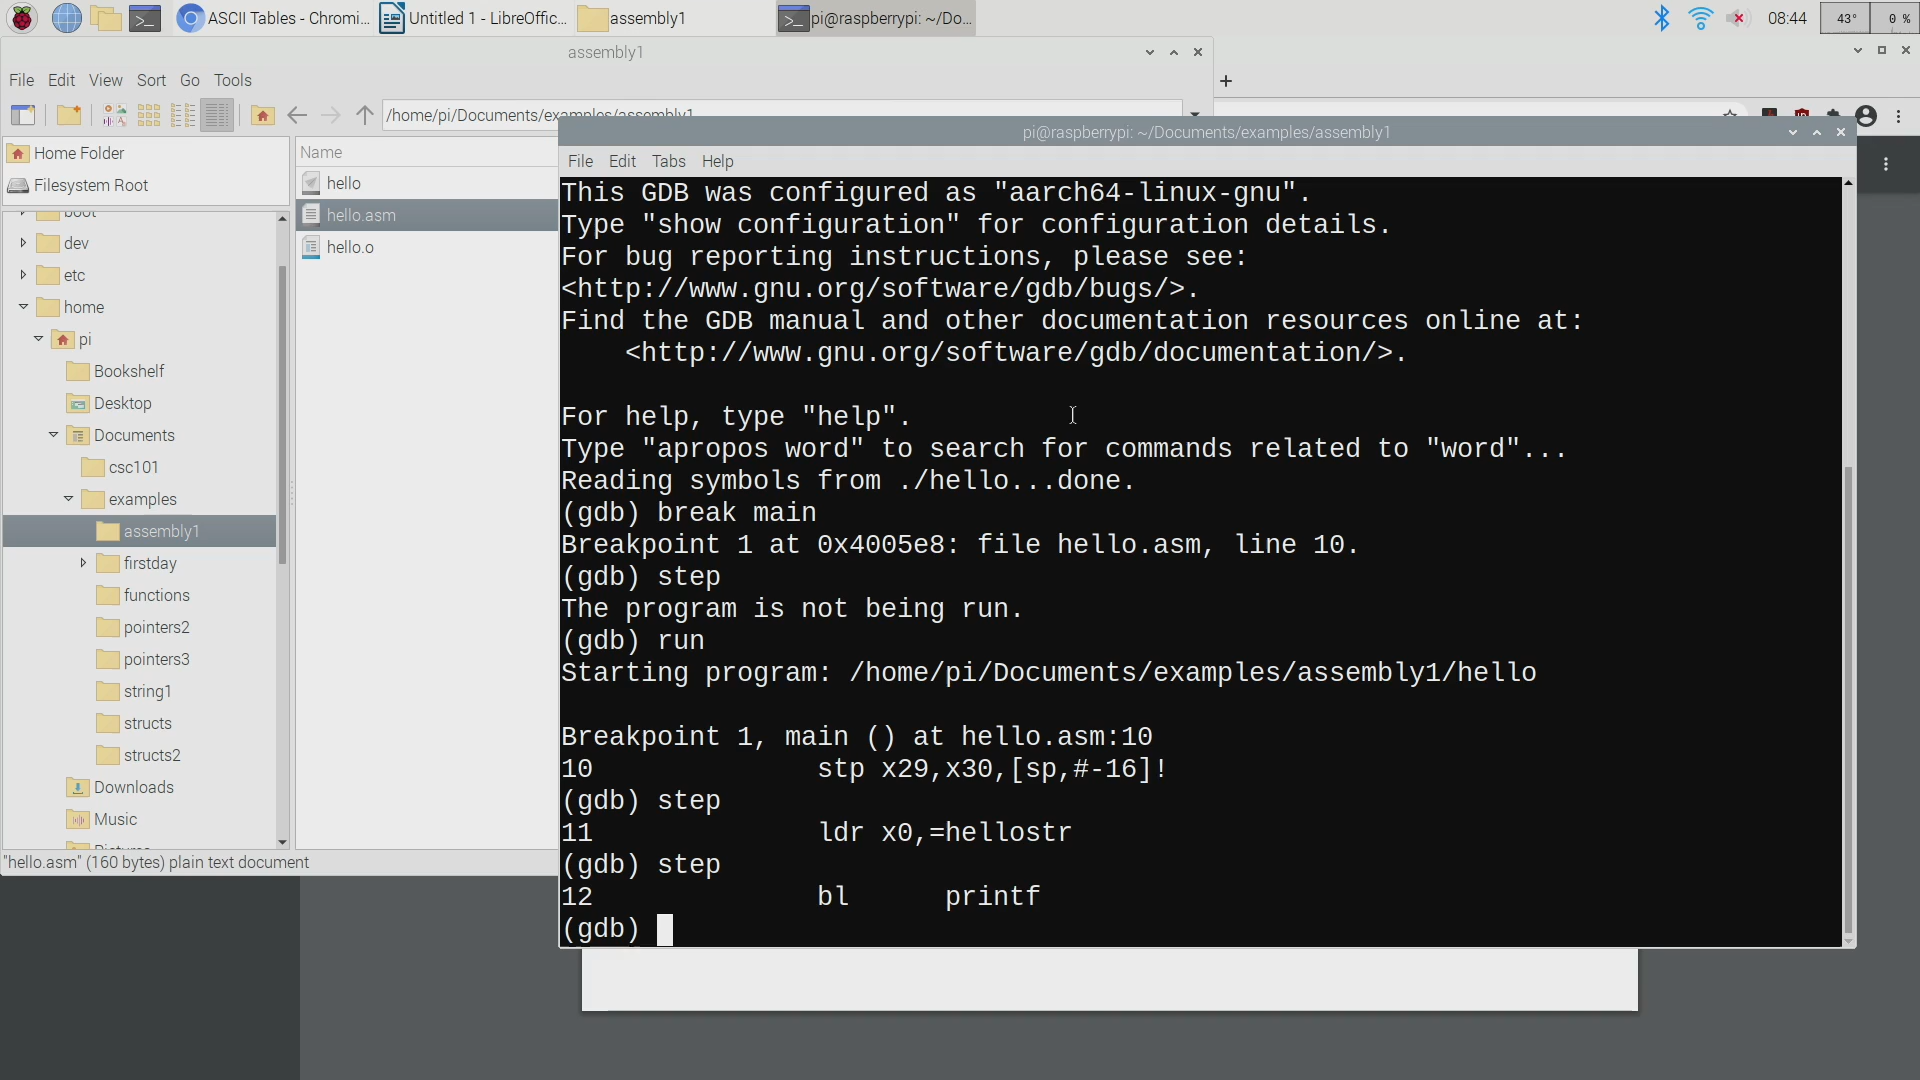 ASCII Tables - Chromi...
Untitled 1 - LibreOffic...
assembly1
pi@raspberrypi: ~/Do...
08:44
43°
0 %
assembly1
File Edit View Sort Go Tools
/home/pi/Documents/examples/assembly1
Home Folder
Filesystem Root
boot
dev
etc
home
pi
Bookshelf
Desktop
Documents
csc101
examples
assembly1
firstday
functions
pointers2
pointers3
string1
structs
structs2
Downloads
Music
Pictures
Name
hello
hello.asm
hello.o
"hello.asm" (160 bytes) plain text document
pi@raspberrypi: ~/Documents/examples/assembly1
File Edit Tabs Help
This GDB was configured as "aarch64-linux-gnu".
Type "show configuration" for configuration details.
For bug reporting instructions, please see:
<http://www.gnu.org/software/gdb/bugs/>.
Find the GDB manual and other documentation resources online at:
    <http://www.gnu.org/software/gdb/documentation/>.
For help, type "help".
Type "apropos word" to search for commands related to "word"...
Reading symbols from ./hello...done.
(gdb) break main
Breakpoint 1 at 0x4005e8: file hello.asm, line 10.
(gdb) step
The program is not being run.
(gdb) run
Starting program: /home/pi/Documents/examples/assembly1/hello
Breakpoint 1, main () at hello.asm:10
10              stp x29,x30,[sp,#-16]!
(gdb) step
11              ldr x0,=hellostr
(gdb) step
12              bl      printf
(gdb)